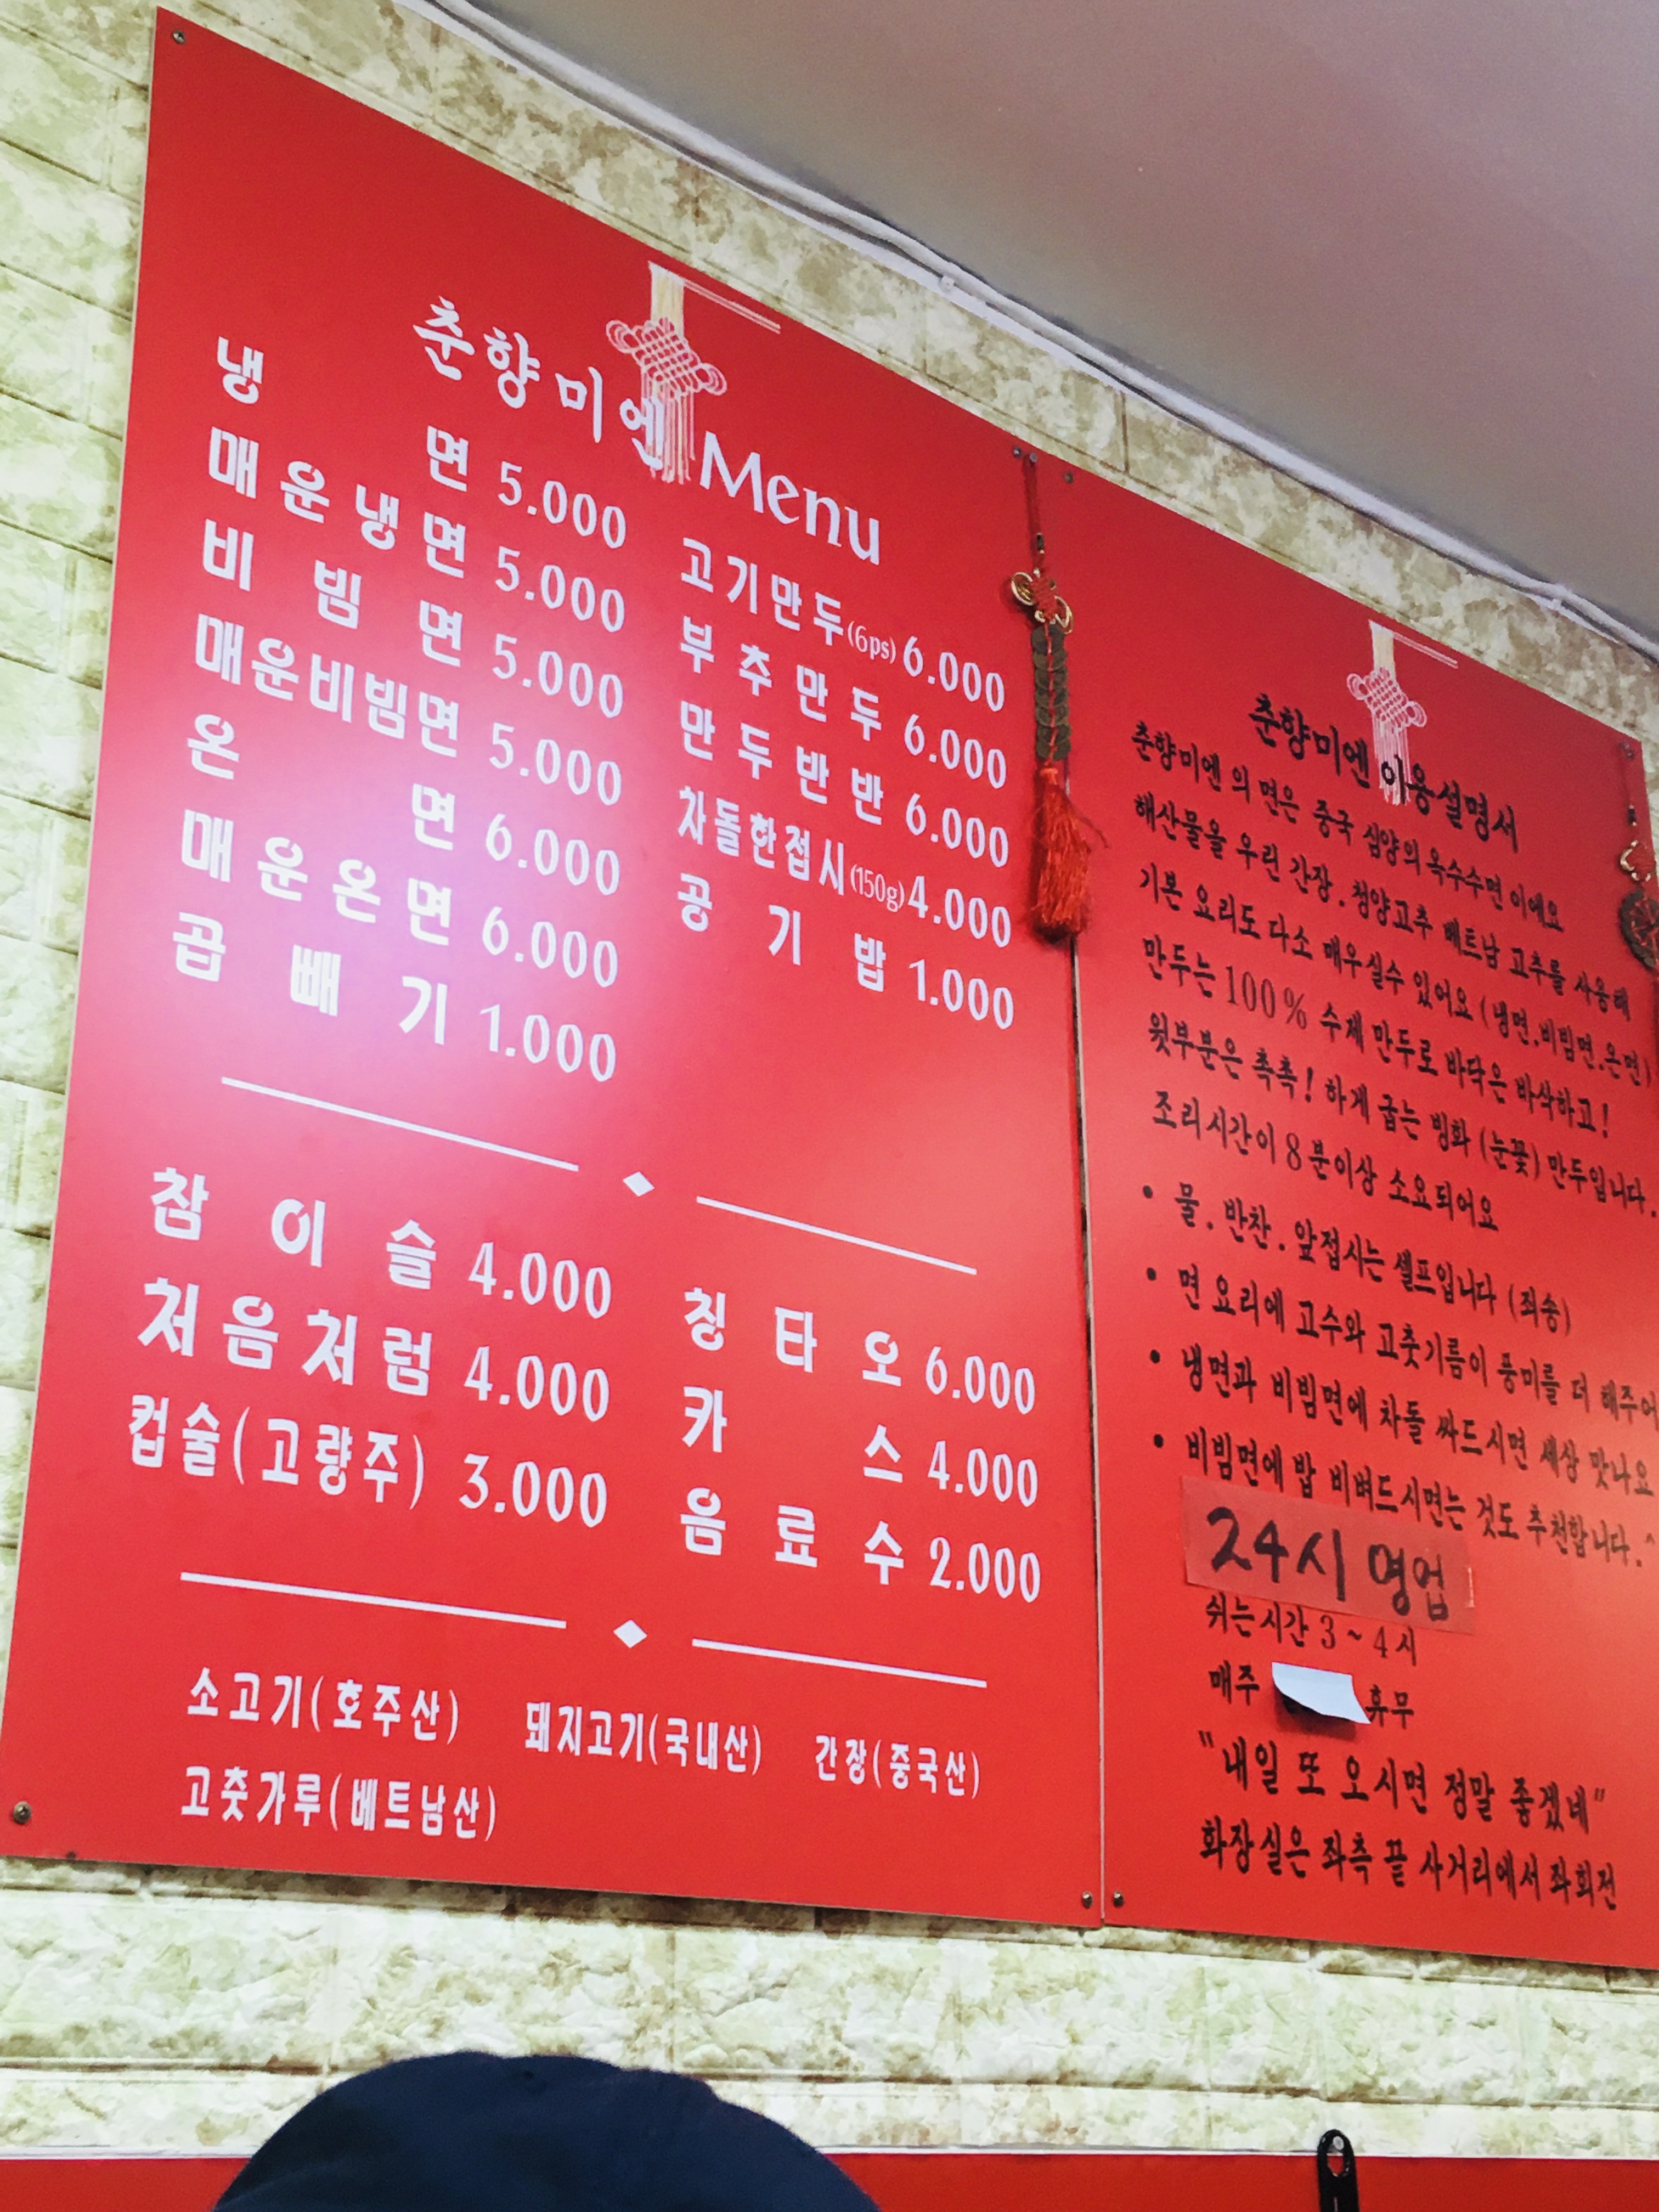 춘향미엔 Menu
냉면 5.000
매운냉면 5.000
비빔면 5.000
매운비빔면 5.000
온면 6.000
매운온면 6.000
곱빼기 1.000
고기만두(6ps) 6.000
부추만두 6.000
만두반반 6.000
차돌한접시(150g) 4.000
공기밥 1.000
참이슬 4.000
처음처럼 4.000
컵술(고량주) 3.000
칭타오 6.000
카스 4.000
음료수 2.000
소고기(호주산) 돼지고기(국내산) 간장(중국산)
고춧가루(베트남산)
춘향미엔 이용설명서
춘향미엔 의 면은 중국 심양의 옥수수면 이에요
해산물을 우린 간장. 청양고추 베트남 고추를 사용해
기본 요리도 다소 매우실수 있어요 (냉면.비빔면.온면)
만두는 100% 수제 만두로 바닥은 바삭하고!
윗부분은 촉촉! 하게 굽는 빙화 (눈꽃) 만두입니다.
조리시간이 8분이상 소요되어요
• 물. 반찬. 앞접시는 셀프입니다 (죄송)
• 면 요리에 고수와 고춧기름이 풍미를 더 해주어
• 냉면과 비빔면에 차돌 싸드시면 세상 맛나요
• 비빔면에 밥 비벼드시면는 것도 추천합니다.^
24시 영업
쉬는시간 3~4시
매주 휴무
"내일 또 오시면 정말 좋겠네"
화장실은 좌측 끝 사거리에서 좌회전